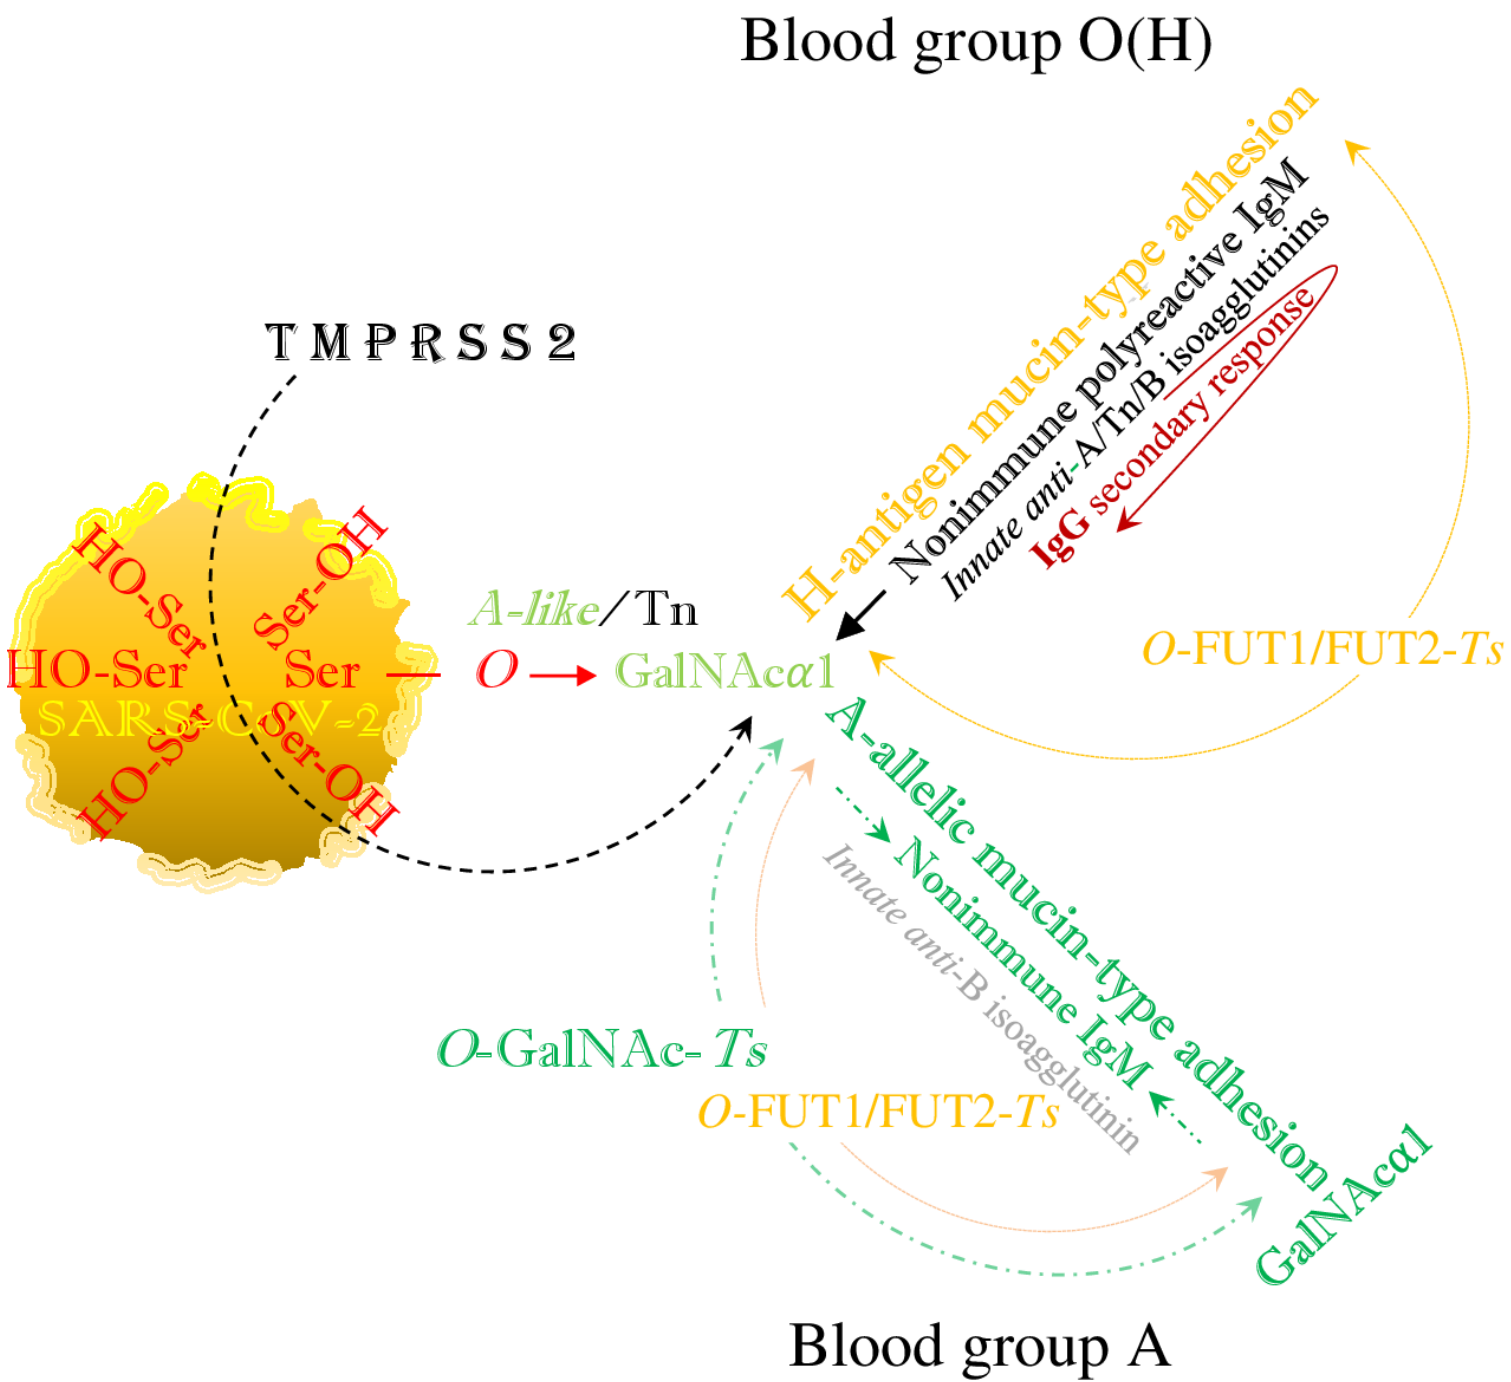 Blood group O(H)
H-antigen mucin-type adhesion
Nonimmune polyreactive IgM
Innate anti-A/Tn/B isoagglutinins
IgG secondary response
TMPRSS2
HO-Ser
Ser-OH
A-like/Tn
HO-Ser
Ser
O
GalNAcα1
O-FUT1/FUT2-Ts
SARS-CoV-2
HO-Ser
Ser-OH
A-allelic mucin-type adhesion
Nonimmune IgM
Innate anti-B isoagglutinin
O-GalNAc-Ts
O-FUT1/FUT2-Ts
GalNAcα1
Blood group A